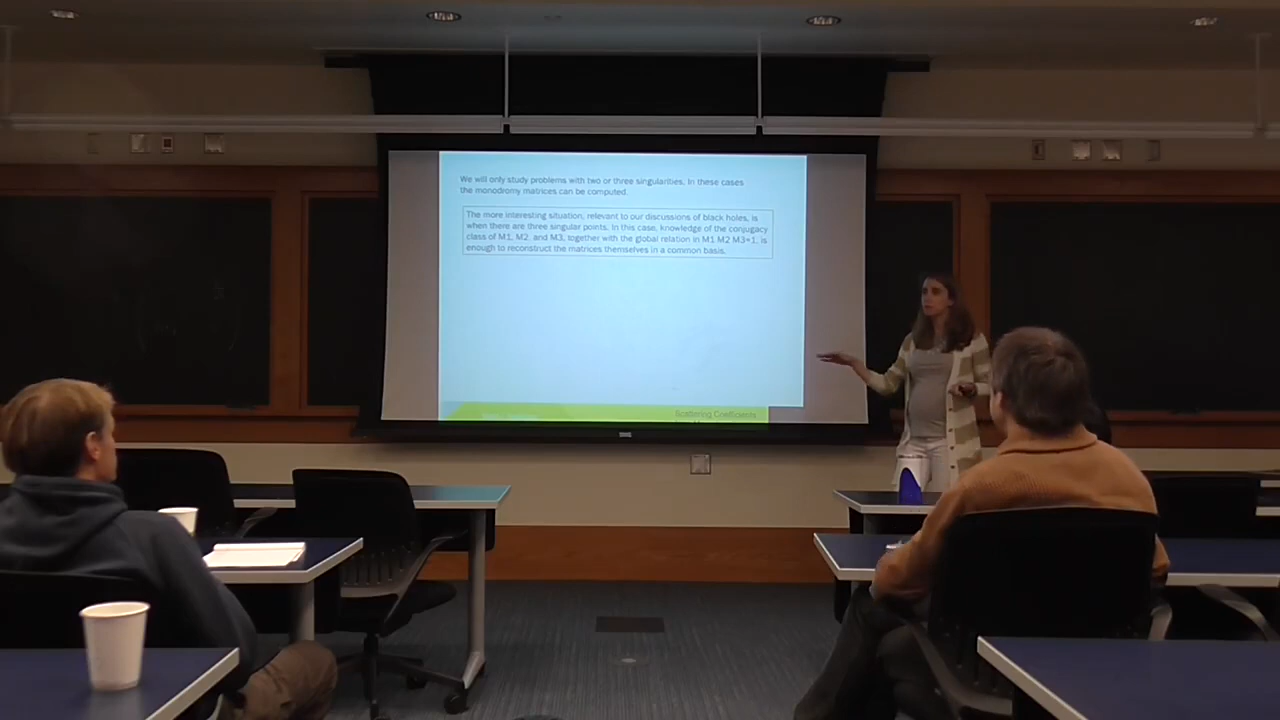 We will only study problems with two or three singularities. In these cases
the monodromy matrices can be computed.
The more interesting situation, relevant to our discussions of black holes, is
when there are three singular points. In this case, knowledge of the conjugacy
class of M1, M2 and M3, together with the global relation in M1 M2 M3=1, is
enough to reconstruct the matrices themselves in a common basis.
Scattering Coefficients